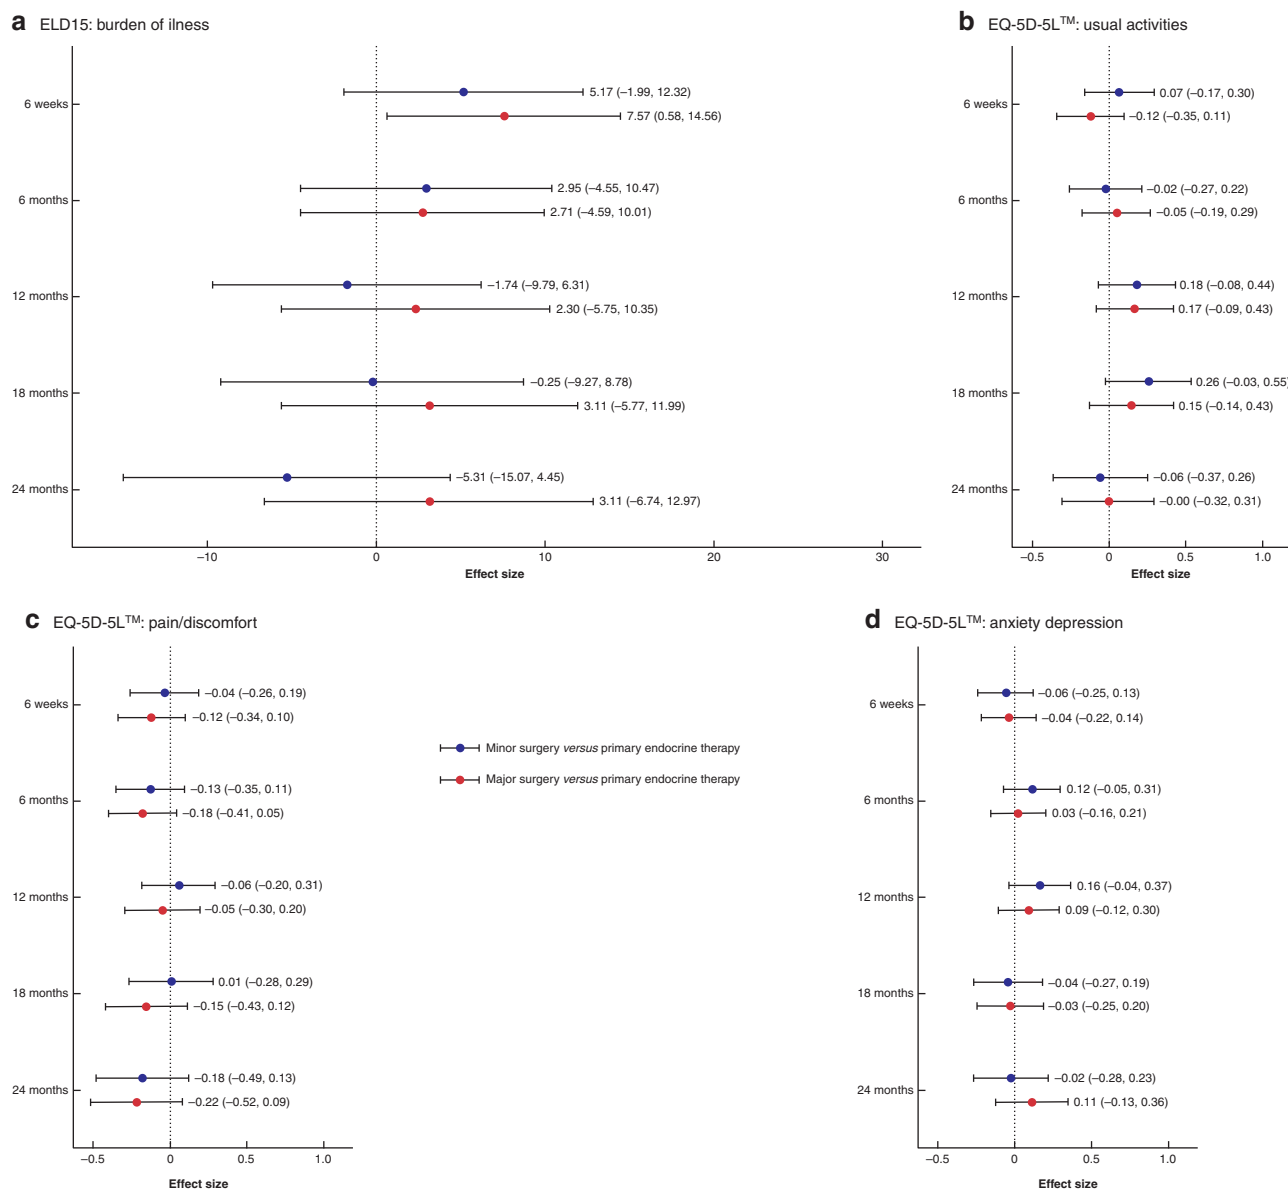 a ELD15: burden of ilness
6 weeks
5.17 (−1.99, 12.32)
7.57 (0.58, 14.56)
6 months
2.95 (−4.55, 10.47)
2.71 (−4.59, 10.01)
12 months
−1.74 (−9.79, 6.31)
2.30 (−5.75, 10.35)
18 months
−0.25 (−9.27, 8.78)
3.11 (−5.77, 11.99)
24 months
−5.31 (−15.07, 4.45)
3.11 (−6.74, 12.97)
−10 0 10 20 30
Effect size
b EQ-5D-5L™: usual activities
6 weeks
0.07 (−0.17, 0.30)
−0.12 (−0.35, 0.11)
6 months
−0.02 (−0.27, 0.22)
−0.05 (−0.19, 0.29)
12 months
0.18 (−0.08, 0.44)
0.17 (−0.09, 0.43)
18 months
0.26 (−0.03, 0.55)
0.15 (−0.14, 0.43)
24 months
−0.06 (−0.37, 0.26)
−0.00 (−0.32, 0.31)
−0.5 0 0.5 1.0
Effect size
c EQ-5D-5L™: pain/discomfort
6 weeks
−0.04 (−0.26, 0.19)
−0.12 (−0.34, 0.10)
6 months
−0.13 (−0.35, 0.11)
−0.18 (−0.41, 0.05)
12 months
−0.06 (−0.20, 0.31)
−0.05 (−0.30, 0.20)
18 months
0.01 (−0.28, 0.29)
−0.15 (−0.43, 0.12)
24 months
−0.18 (−0.49, 0.13)
−0.22 (−0.52, 0.09)
−0.5 0 0.5 1.0
Effect size
Minor surgery versus primary endocrine therapy
Major surgery versus primary endocrine therapy
d EQ-5D-5L™: anxiety depression
6 weeks
−0.06 (−0.25, 0.13)
−0.04 (−0.22, 0.14)
6 months
0.12 (−0.05, 0.31)
0.03 (−0.16, 0.21)
12 months
0.16 (−0.04, 0.37)
0.09 (−0.12, 0.30)
18 months
−0.04 (−0.27, 0.19)
−0.03 (−0.25, 0.20)
24 months
−0.02 (−0.28, 0.23)
0.11 (−0.13, 0.36)
−0.5 0 0.5 1.0
Effect size